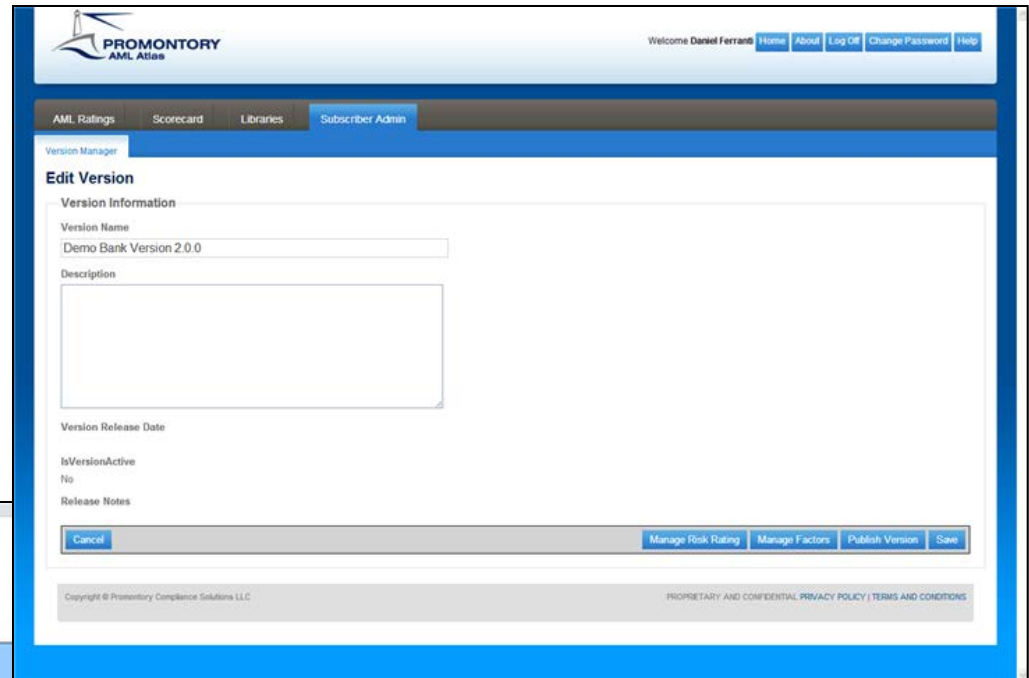 PROMONTORY
AML Atlas
Welcome Daniel Ferranti Home About Log Off Change Password Help
AML Ratings Scorecard Libraries Subscriber Admin
Version Manager
Edit Version
Version Information
Version Name
Demo Bank Version 2.0.0
Description
Version Release Date
IsVersionActive
No
Release Notes
Cancel Manage Risk Rating Manage Factors Publish Version Save
Copyright © Promontory Compliance Solutions LLC PROPRIETARY AND CONFIDENTIAL PRIVACY POLICY | TERMS AND CONDITIONS